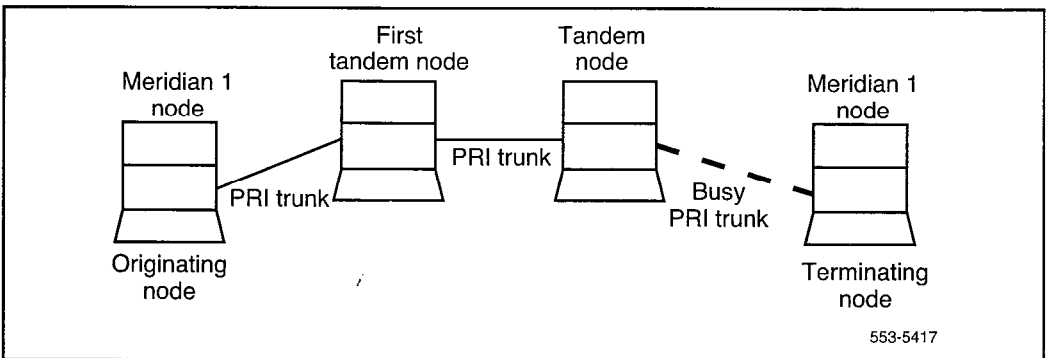 First
tandem node
Tandem
node
Meridian 1
node
Meridian 1
node
PRI trunk
PRI trunk
Busy
PRI trunk
Originating
node
Terminating
node
553-5417